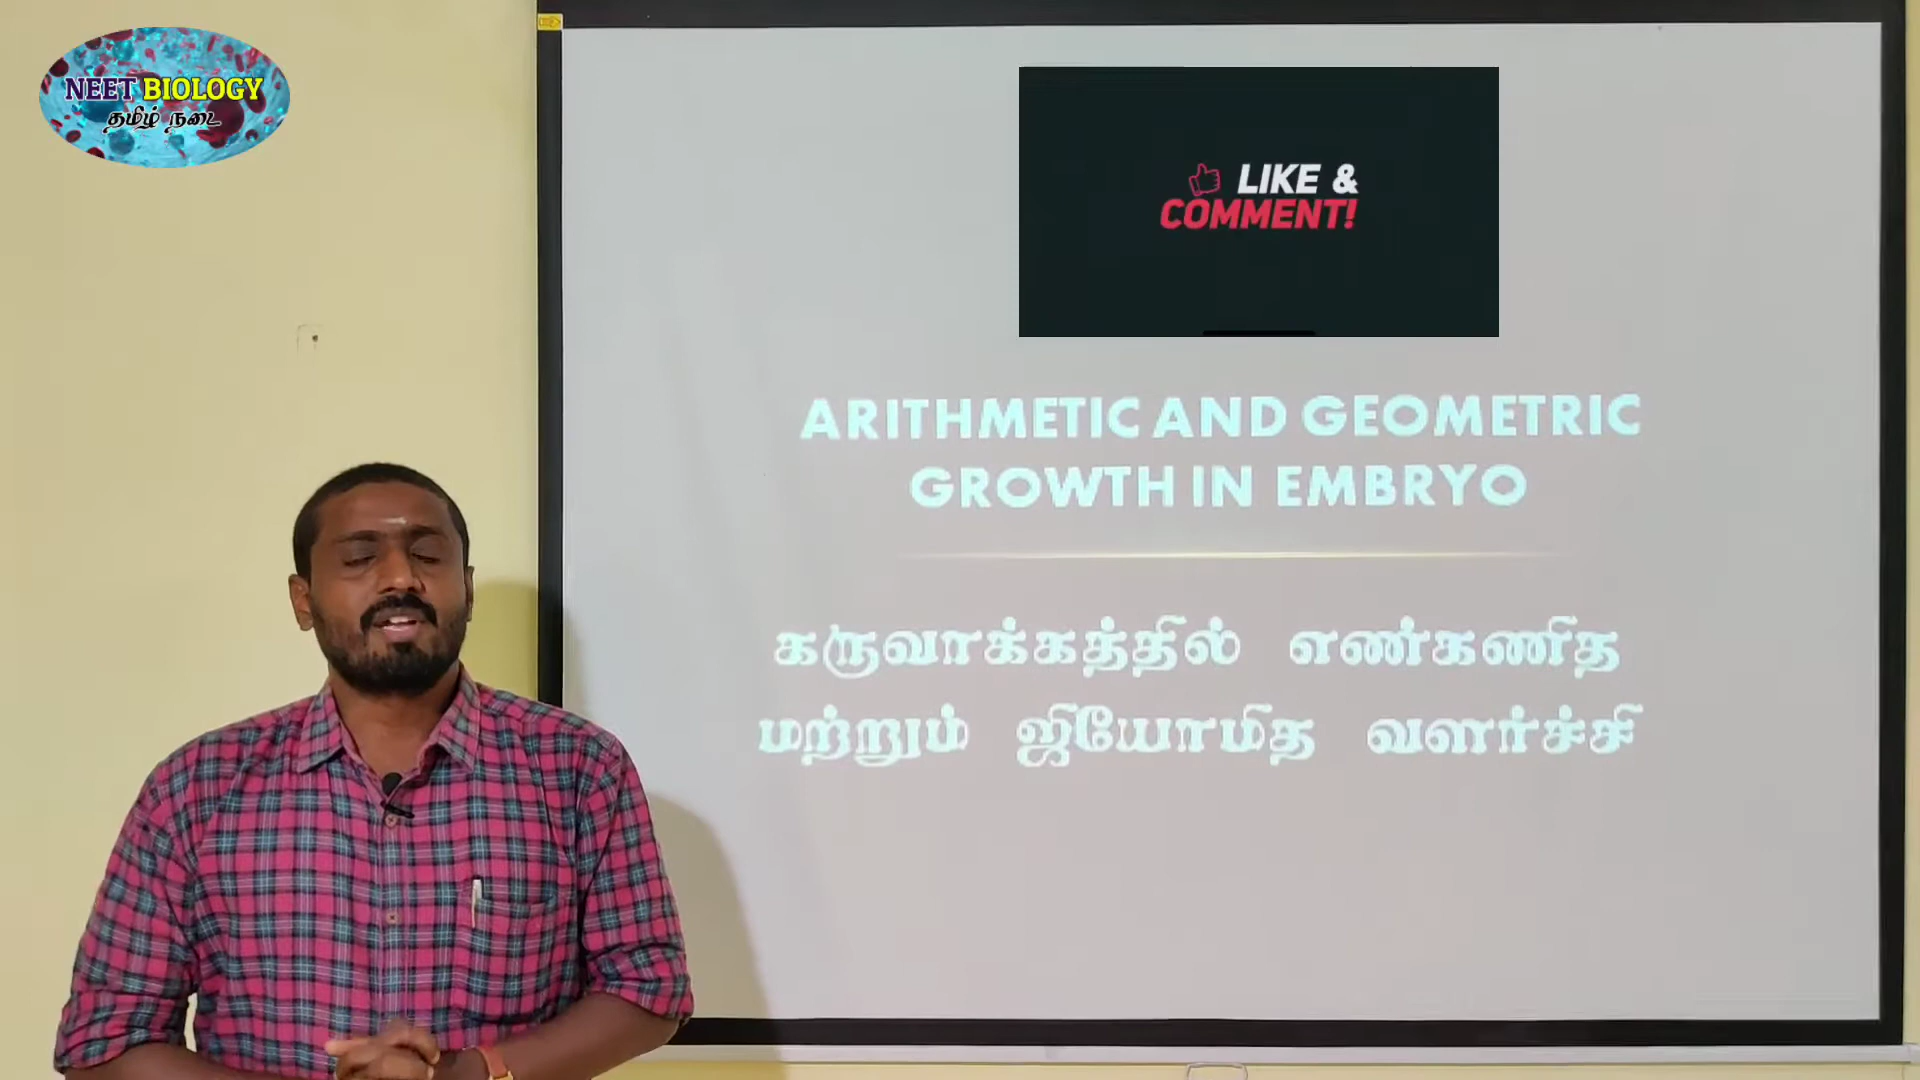 NEET BIOLOGY
தமிழ் நடை
LIKE &
COMMENT!
ARITHMETIC AND GEOMETRIC
GROWTH IN EMBRYO
கருவாக்கத்தில் எண்கணித
மற்றும் ஜியோமித வளர்ச்சி